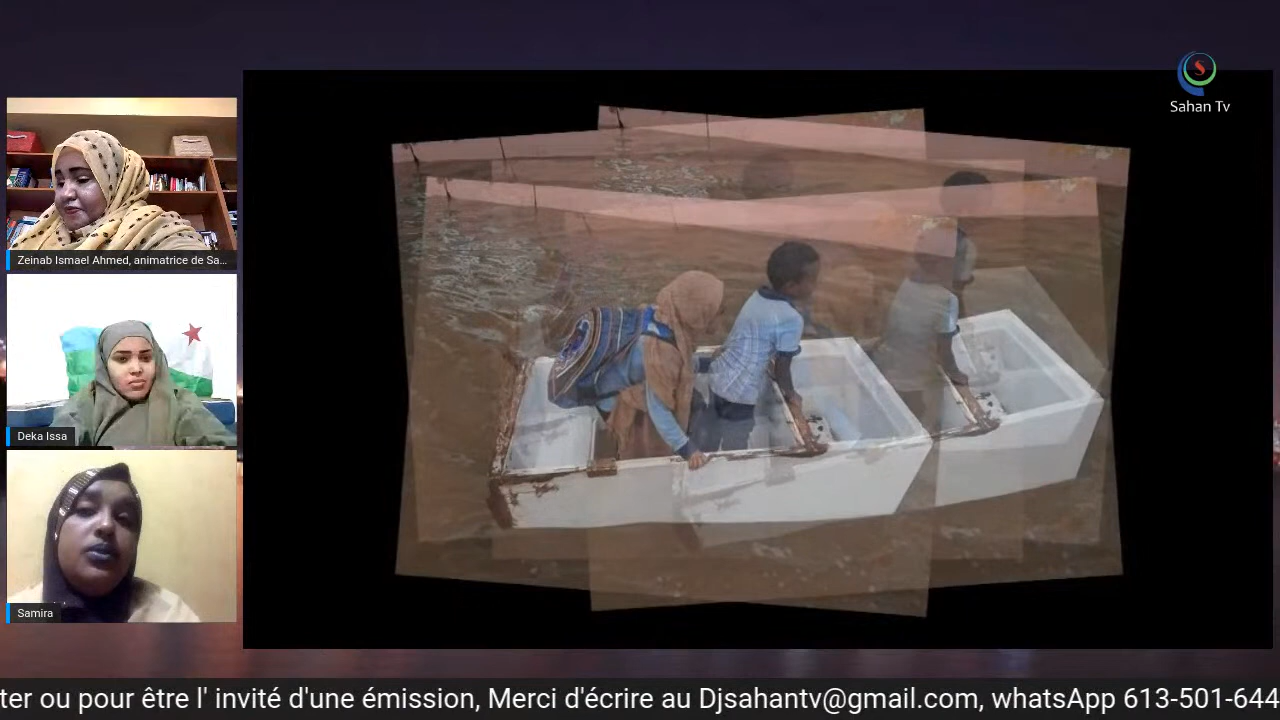 S
Sahan Tv
Zeinab Ismael Ahmed, animatrice de Sa...
Deka Issa
Samira
ter ou pour être l' invité d'une émission, Merci d'écrire au Djsahantv@gmail.com, whatsApp 613-501-644